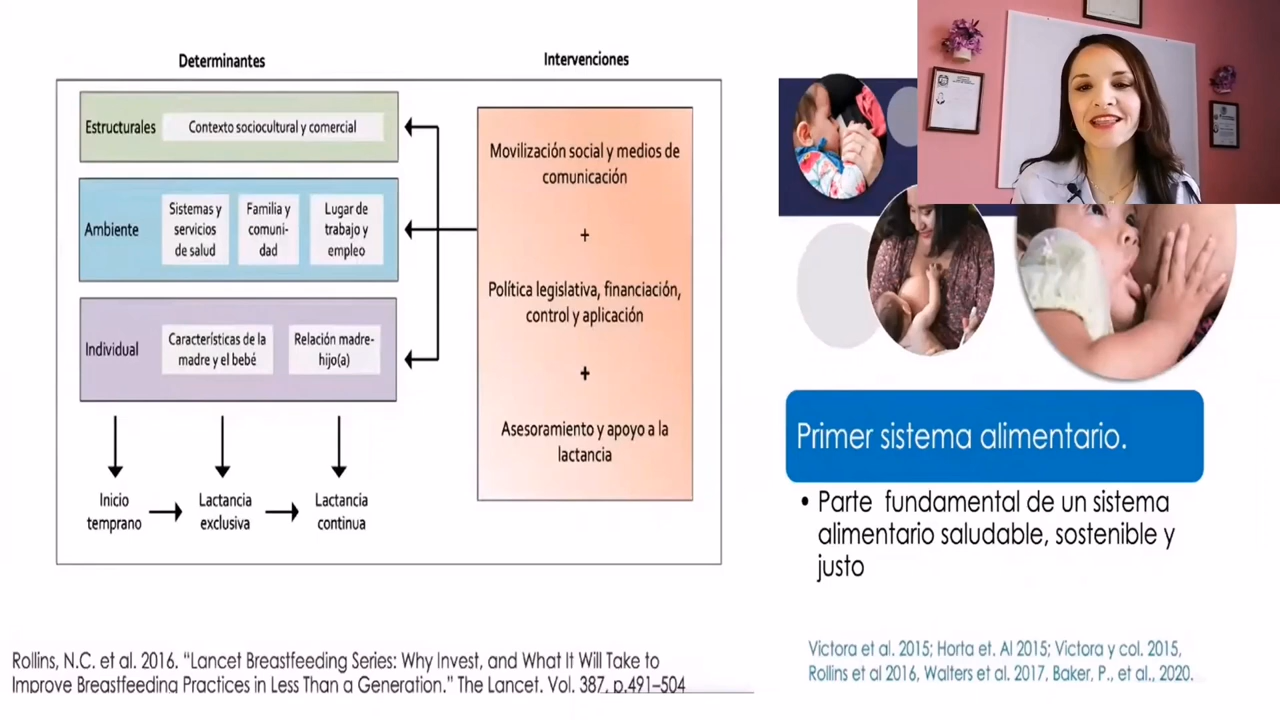 Determinantes
Intervenciones
Estructurales
Contexto sociocultural y comercial
Ambiente
Sistemas y
servicios
de salud
Familia y
comuni-
dad
Lugar de
trabajo y
empleo
Individual
Características de la
madre y el bebé
Relación madre-
hijo(a)
Inicio
temprano
Lactancia
exclusiva
Lactancia
continua
Movilización social y medios de
comunicación
+
Política legislativa, financiación,
control y aplicación
+
Asesoramiento y apoyo a la
lactancia
Rollins, N.C. et al. 2016. “Lancet Breastfeeding Series: Why Invest, and What It Will Take to
Improve Breastfeeding Practices in Less Than a Generation.” The Lancet. Vol. 387, p.491–504
Primer sistema alimentario.
• Parte fundamental de un sistema
alimentario saludable, sostenible y
justo
Victora et al. 2015; Horta et. Al 2015; Victora y col. 2015,
Rollins et al 2016, Walters et al. 2017, Baker, P., et al., 2020.